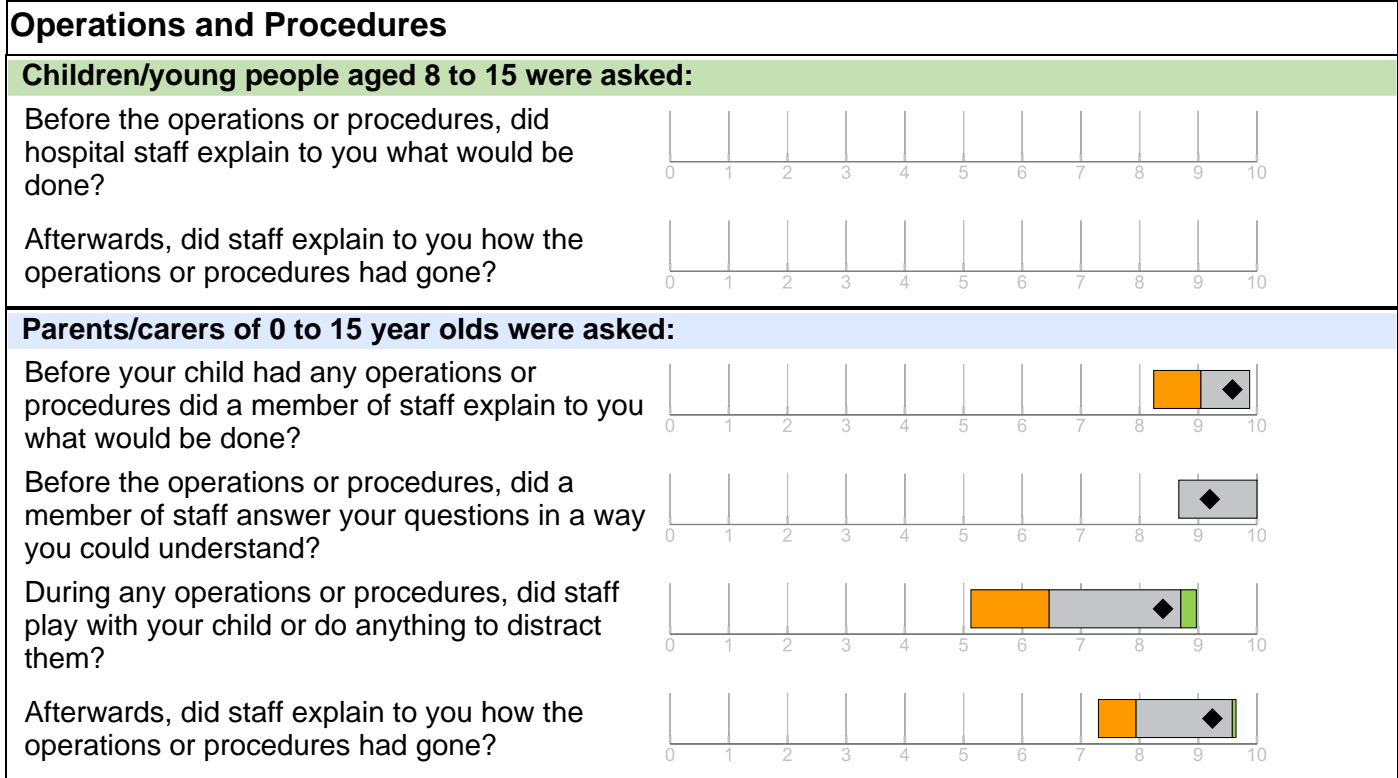 Operations and Procedures
Children/young people aged 8 to 15 were asked:
Before the operations or procedures, did
hospital staff explain to you what would be
done?
0 1 2 3 4 5 6 7 8 9 10
Afterwards, did staff explain to you how the
operations or procedures had gone?
0 1 2 3 4 5 6 7 8 9 10
Parents/carers of 0 to 15 year olds were asked:
Before your child had any operations or
procedures did a member of staff explain to you
what would be done?
0 1 2 3 4 5 6 7 8 9 10
Before the operations or procedures, did a
member of staff answer your questions in a way
you could understand?
0 1 2 3 4 5 6 7 8 9 10
During any operations or procedures, did staff
play with your child or do anything to distract
them?
0 1 2 3 4 5 6 7 8 9 10
Afterwards, did staff explain to you how the
operations or procedures had gone?
0 1 2 3 4 5 6 7 8 9 10